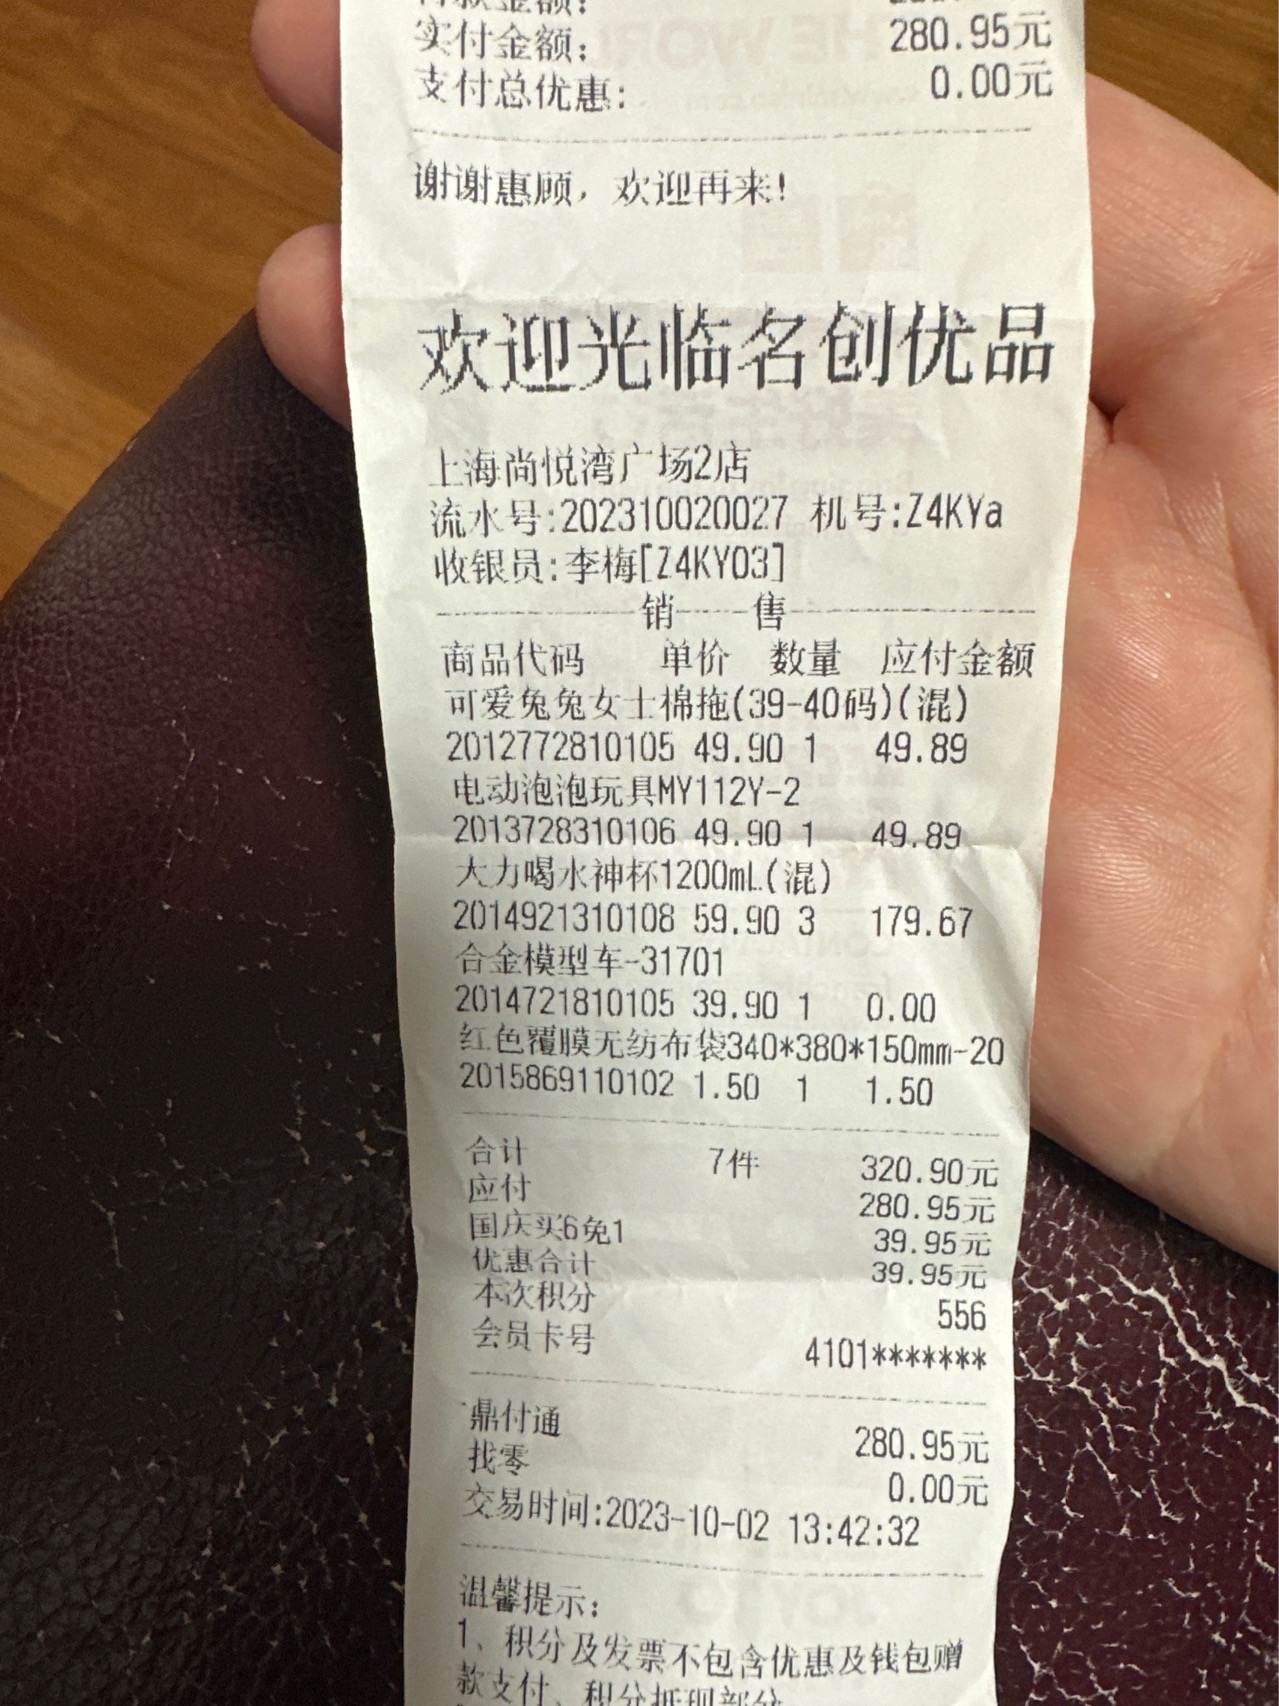 实付金额: 280.95元
支付总优惠: 0.00元
谢谢惠顾，欢迎再来!
欢迎光临名创优品
上海尚悦湾广场2店
流水号:202310020027 机号:Z4KYa
收银员:李梅[Z4KY03]
销 售
商品代码 单价 数量 应付金额
可爱兔兔女士棉拖(39-40码)(混)
2012772810105 49.90 1 49.89
电动泡泡玩具MY112Y-2
2013728310106 49.90 1 49.89
大力喝水神杯1200mL(混)
2014921310108 59.90 3 179.67
合金模型车-31701
2014721810105 39.90 1 0.00
红色覆膜无纺布袋340*380*150mm-20
2015869110102 1.50 1 1.50
合计 7件 320.90元
应付 280.95元
国庆买6免1 39.95元
优惠合计 39.95元
本次积分 556
会员卡号 4101*******
鼎付通 280.95元
找零 0.00元
交易时间:2023-10-02 13:42:32
温馨提示:
1、积分及发票不包含优惠及钱包赠
款支付、积分抵现部分